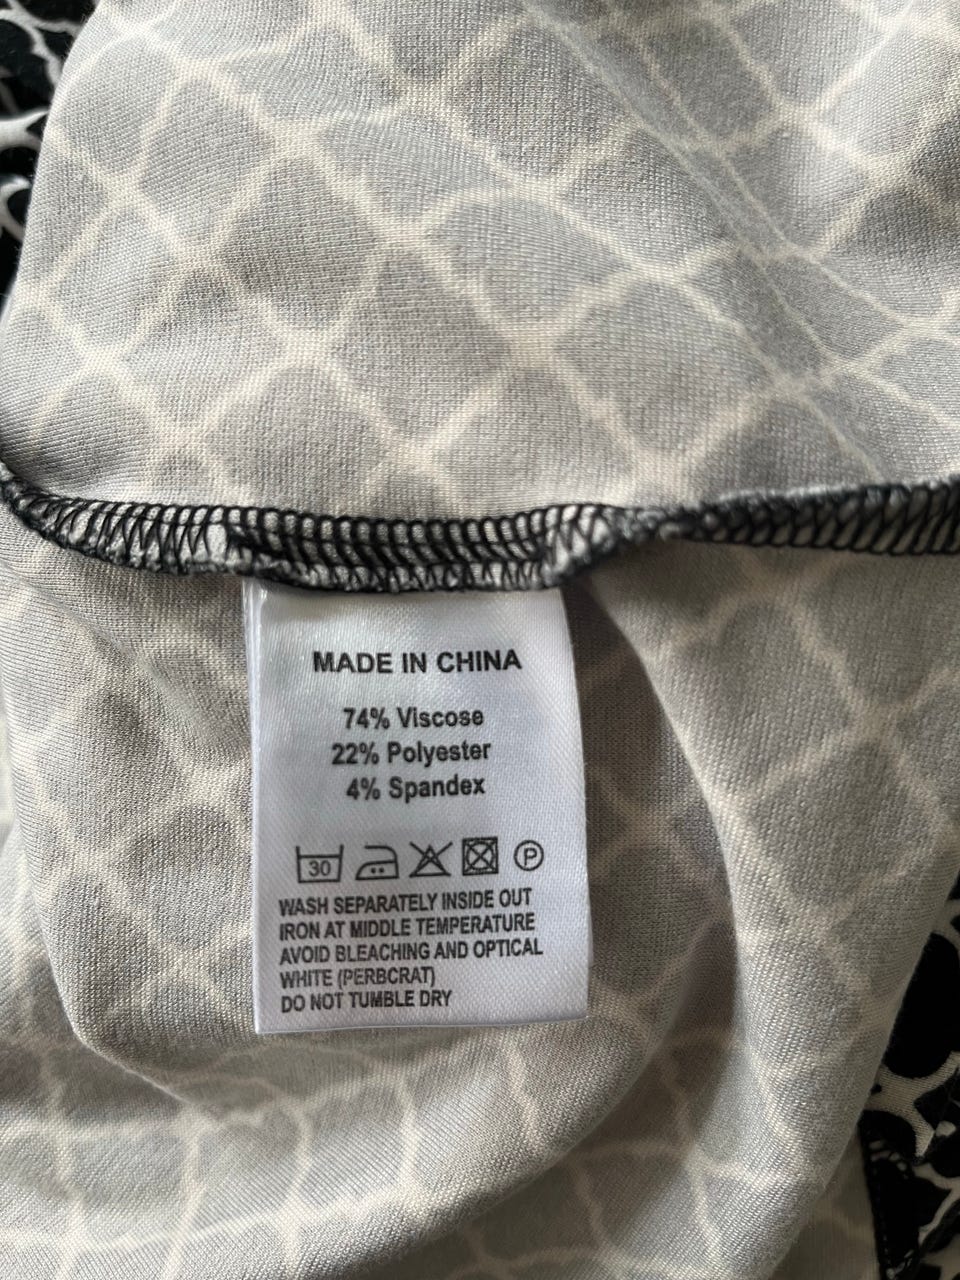 MADE IN CHINA
74% Viscose
22% Polyester
4% Spandex
30 P
WASH SEPARATELY INSIDE OUT
IRON AT MIDDLE TEMPERATURE
AVOID BLEACHING AND OPTICAL
WHITE (PERBCRAT)
DO NOT TUMBLE DRY